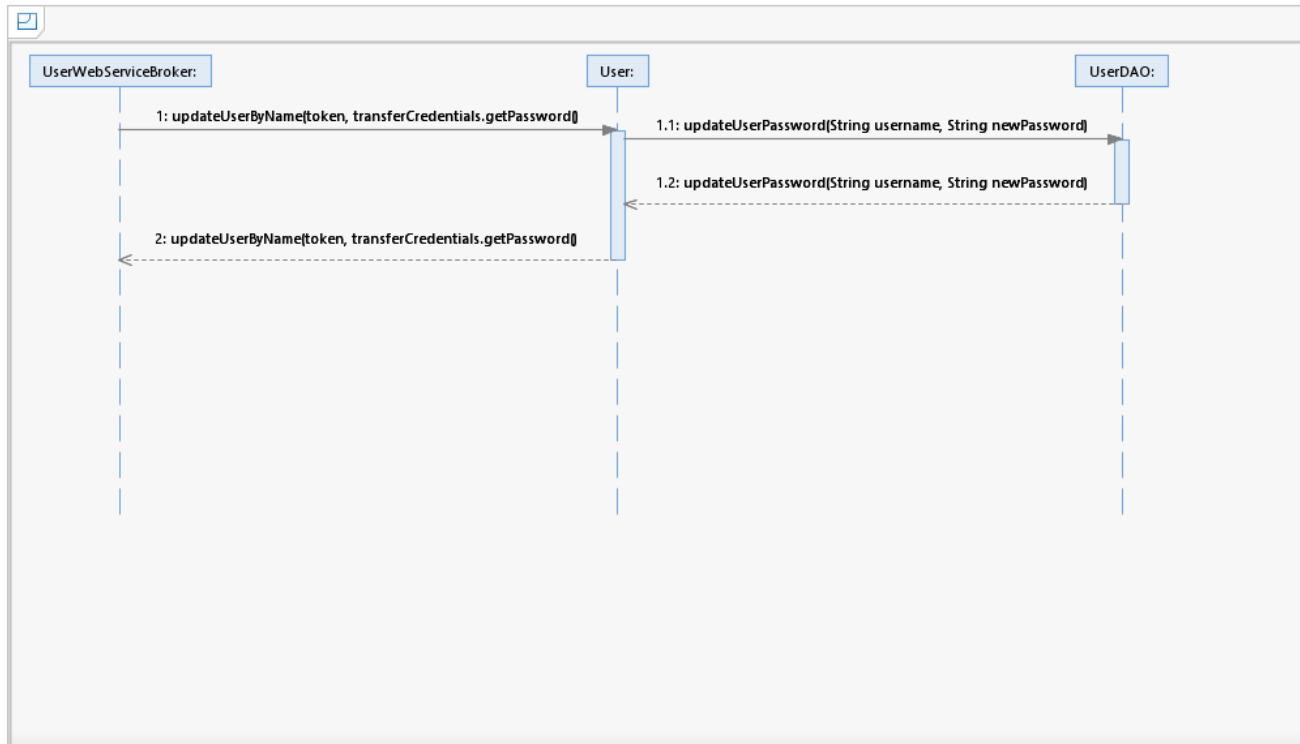 UserWebServiceBroker:
User:
UserDAO:
1: updateUserByName(token, transferCredentials.getPassword()
1.1: updateUserPassword(String username, String newPassword)
1.2: updateUserPassword(String username, String newPassword)
2: updateUserByName(token, transferCredentials.getPassword()